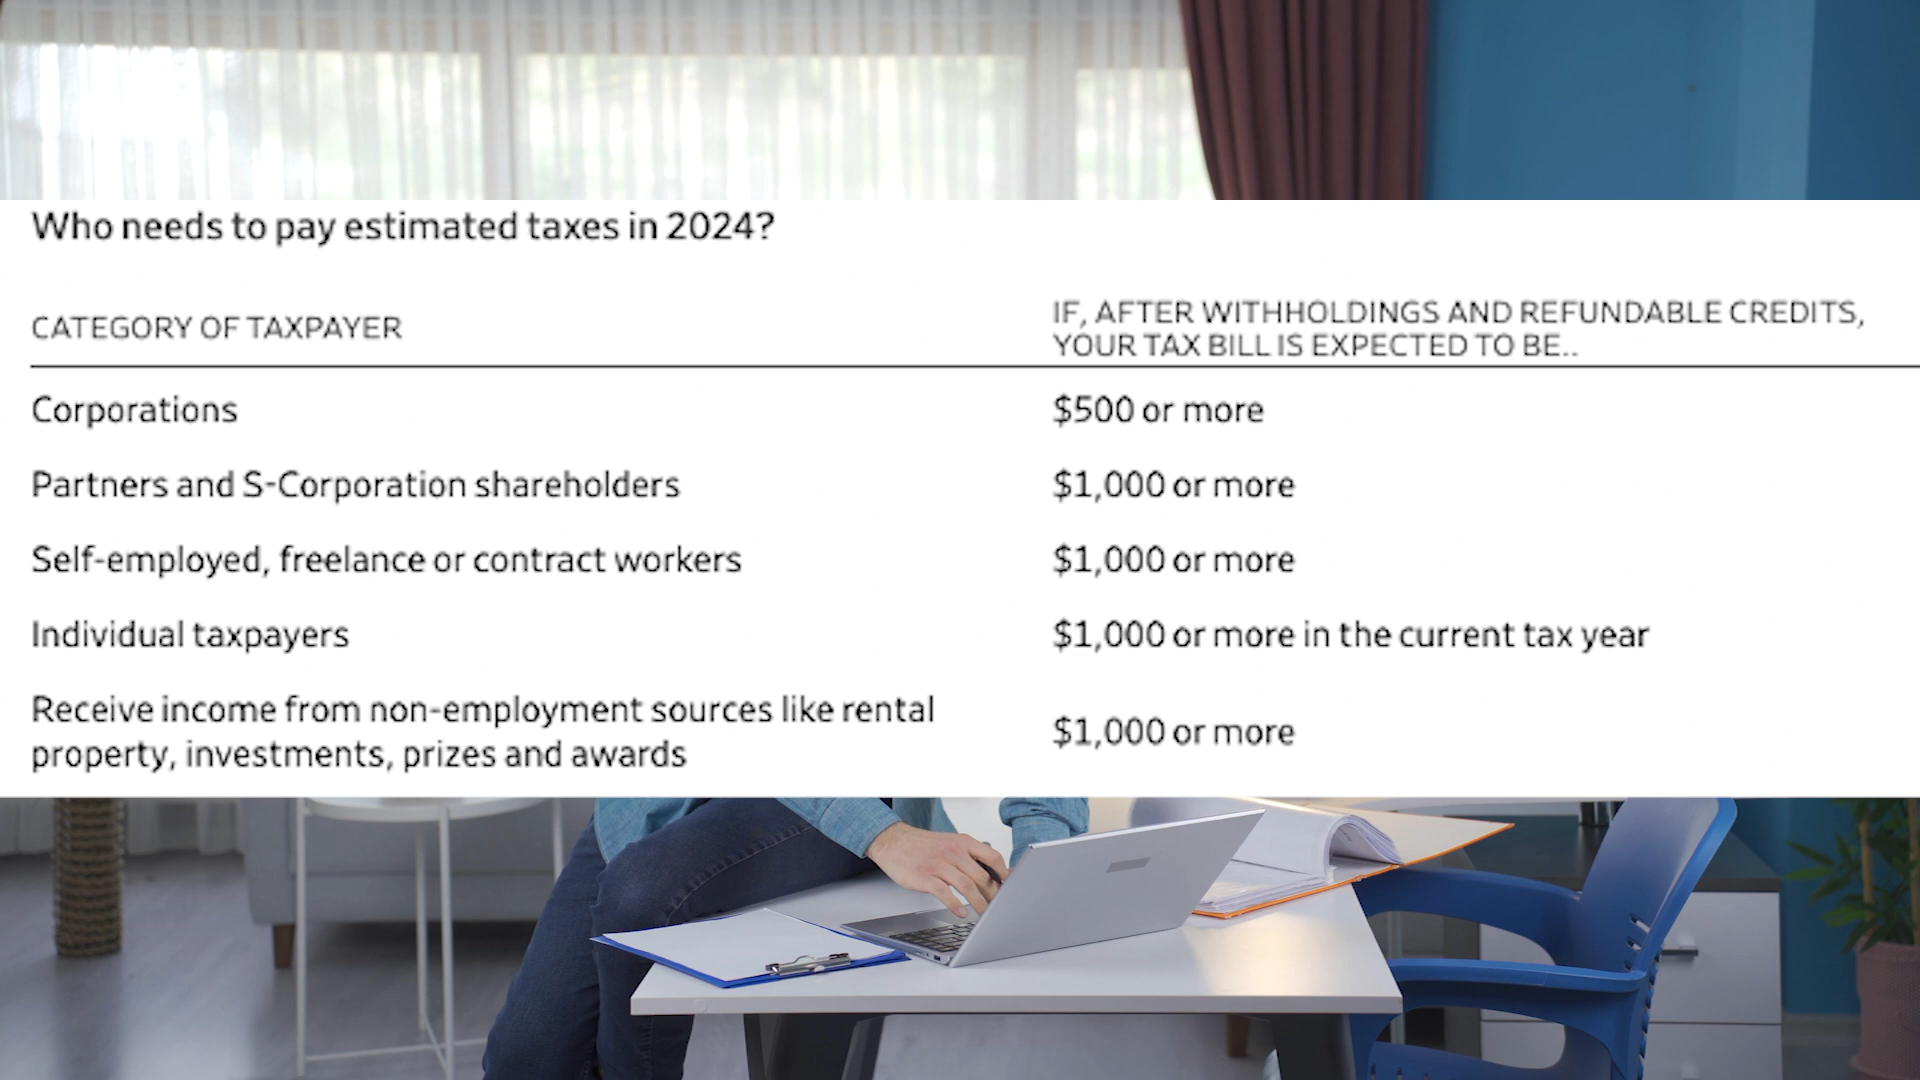 Who needs to pay estimated taxes in 2024?
CATEGORY OF TAXPAYER
IF, AFTER WITHHOLDINGS AND REFUNDABLE CREDITS,
YOUR TAX BILL IS EXPECTED TO BE..
Corporations
$500 or more
Partners and S-Corporation shareholders
$1,000 or more
Self-employed, freelance or contract workers
$1,000 or more
Individual taxpayers
$1,000 or more in the current tax year
Receive income from non-employment sources like rental
property, investments, prizes and awards
$1,000 or more